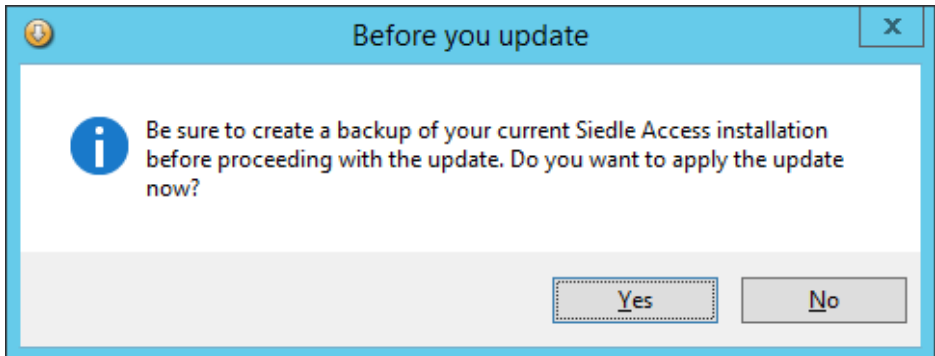 Before you update
x
Be sure to create a backup of your current Siedle Access installation
before proceeding with the update. Do you want to apply the update
now?
Yes
No